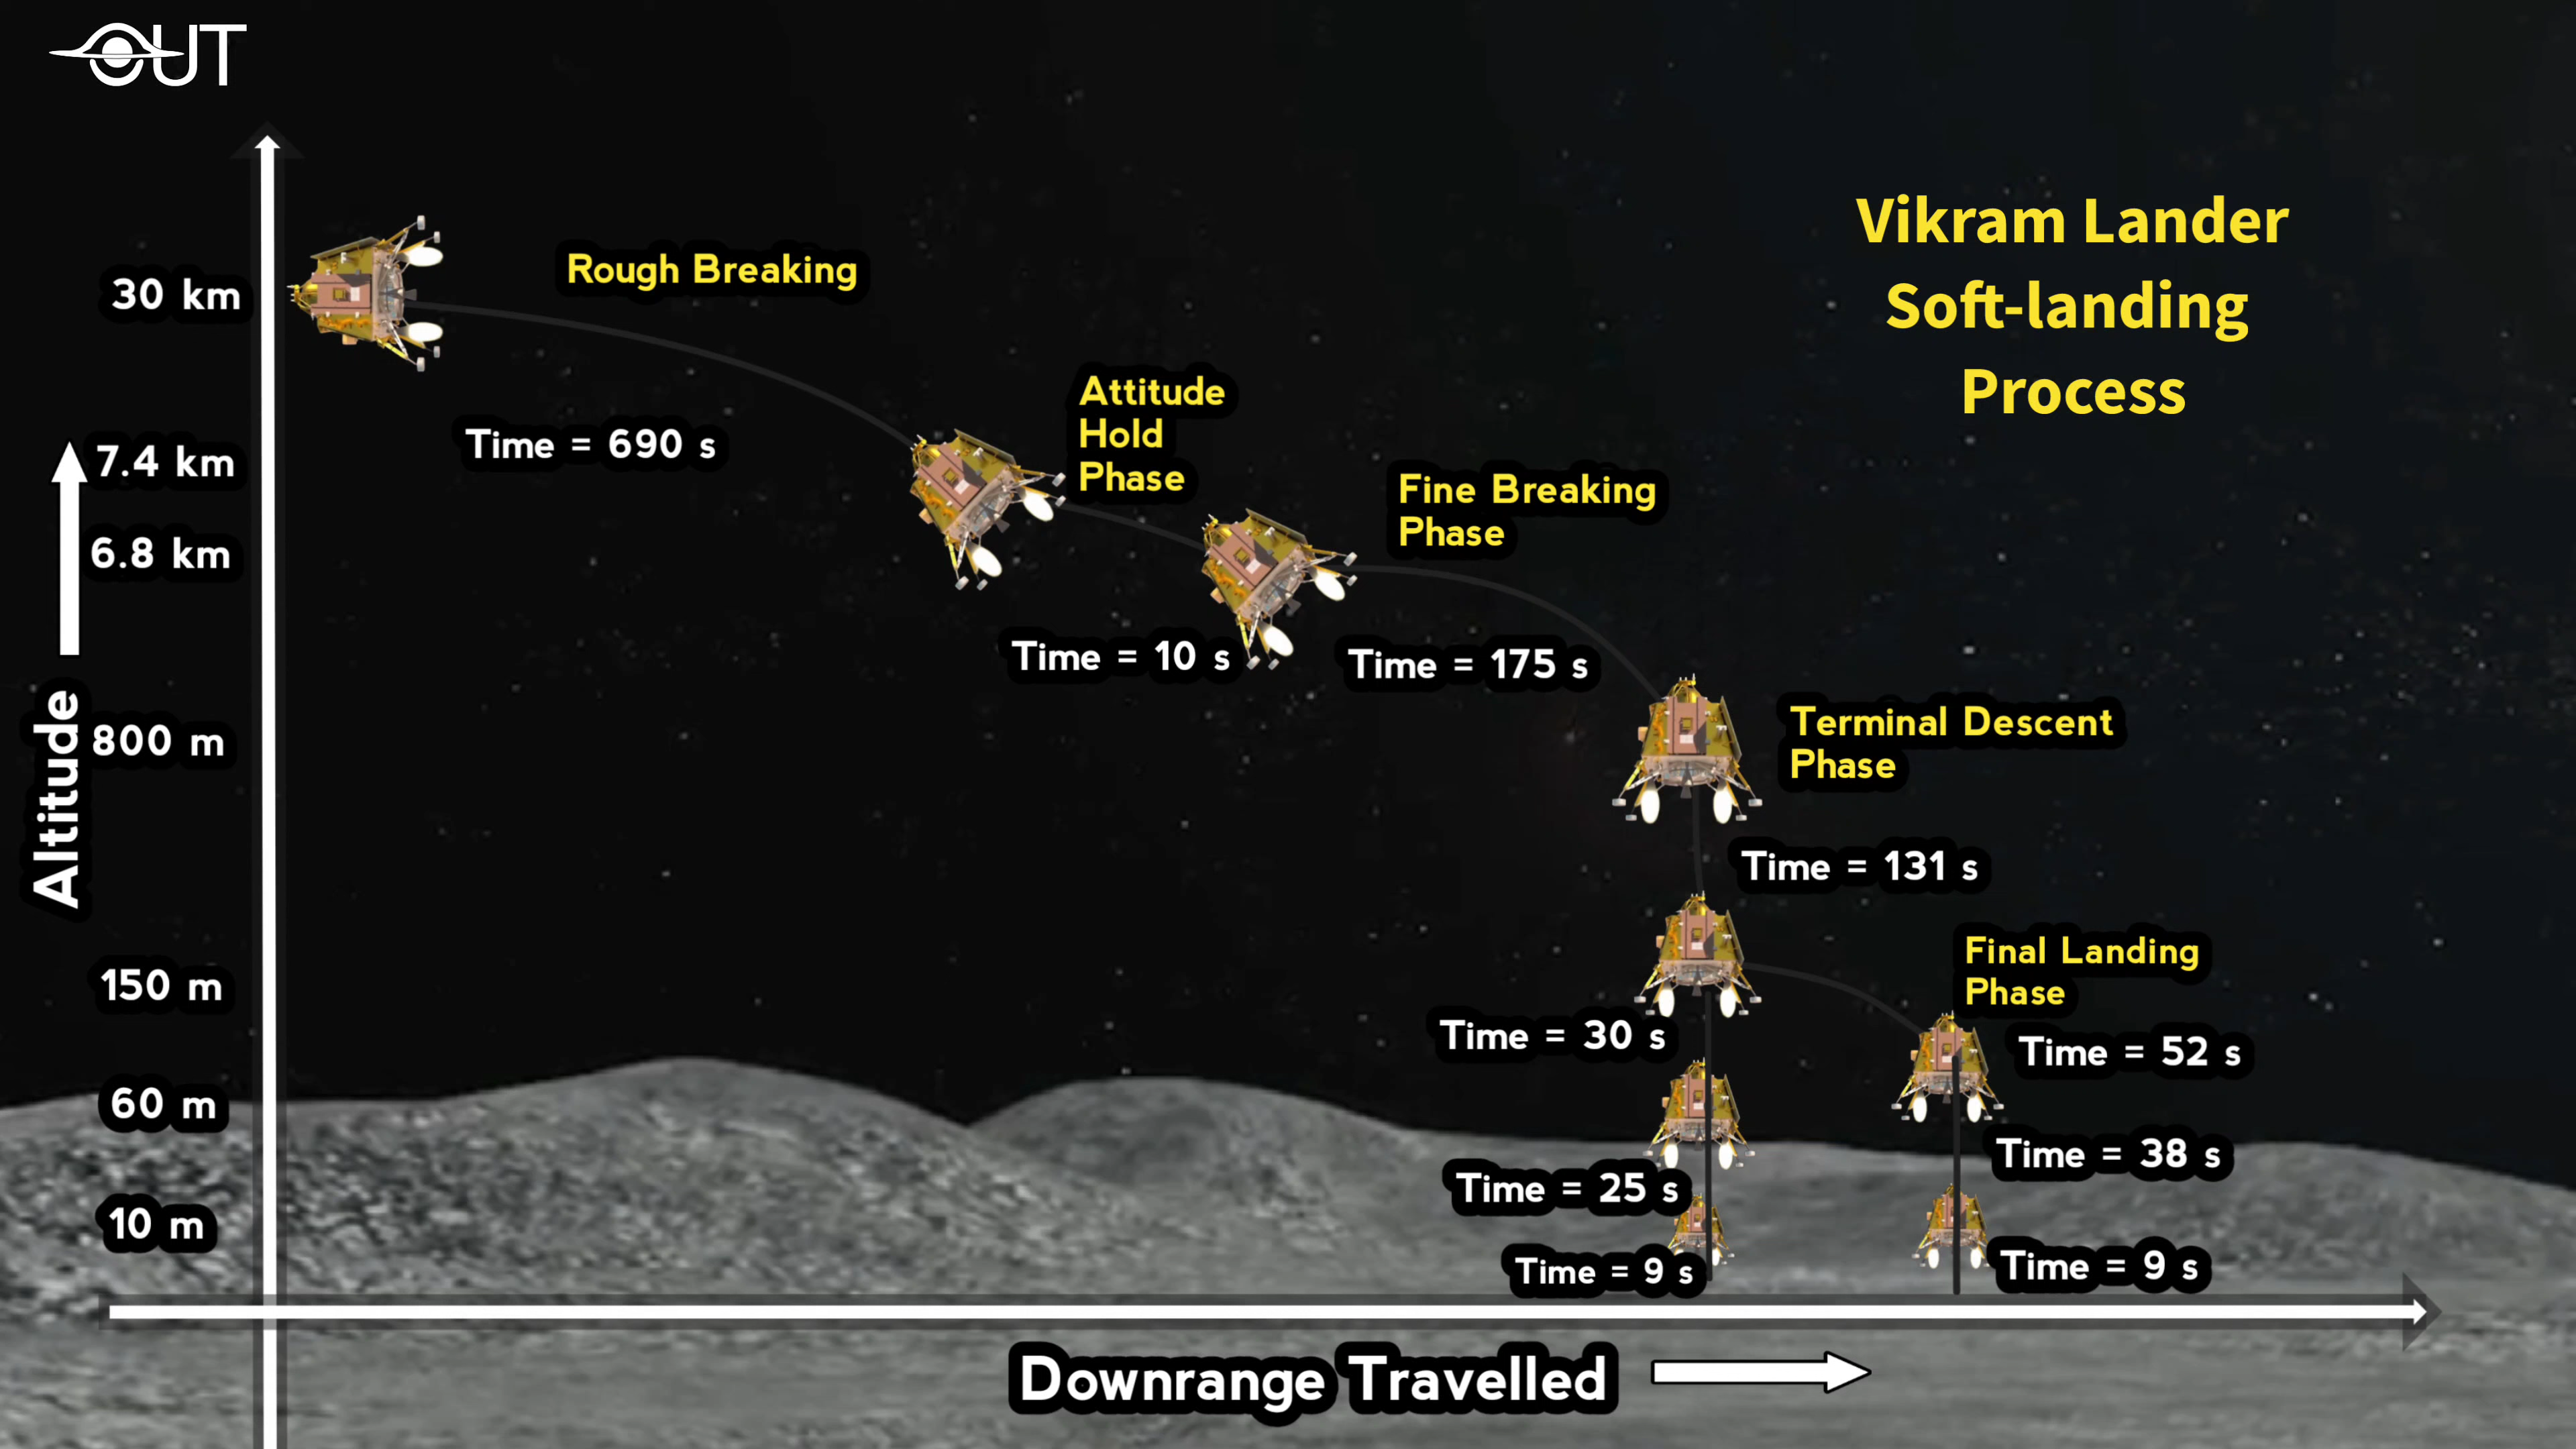 OUT
Vikram Lander
Soft-landing
Process
30 km
Rough Breaking
Time = 690 s
7.4 km
Attitude
Hold
Phase
6.8 km
Fine Breaking
Phase
Time = 10 s
Time = 175 s
Altitude
800 m
Terminal Descent
Phase
Time = 131 s
150 m
Final Landing
Phase
Time = 30 s
Time = 52 s
60 m
Time = 38 s
Time = 25 s
10 m
Time = 9 s
Time = 9 s
Downrange Travelled